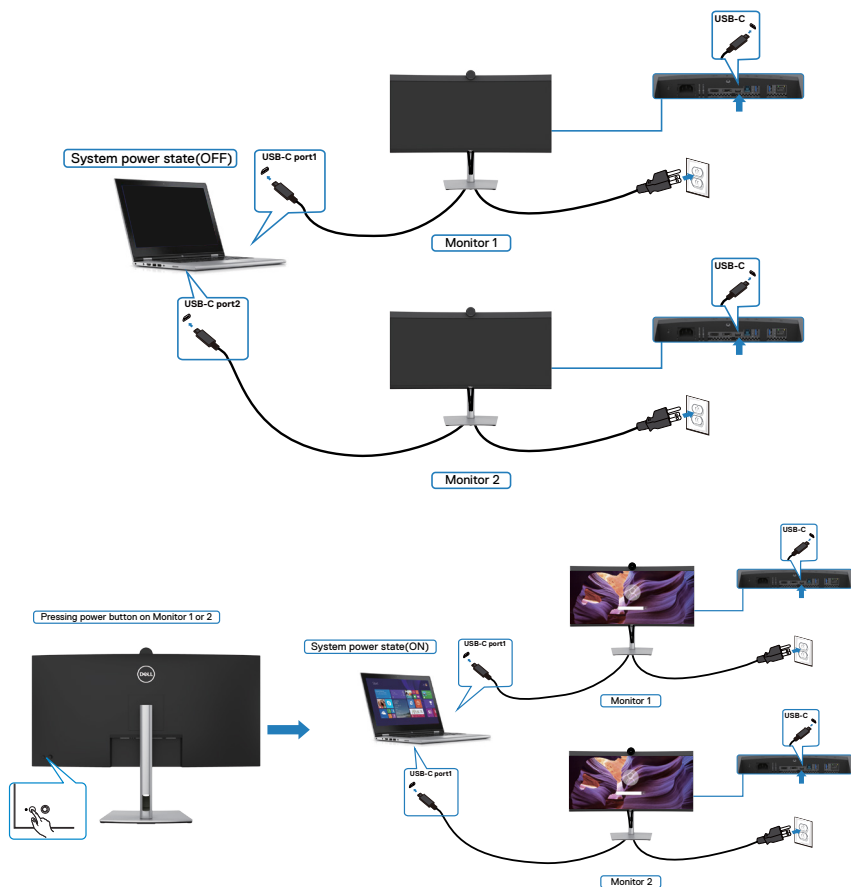 USB-C
System power state(OFF)
USB-C port1
Monitor 1
USB-C
USB-C port2
Monitor 2
Pressing power button on Monitor 1 or 2
DELL
System power state(ON)
USB-C port1
USB-C
Monitor 1
USB-C port1
USB-C
Monitor 2